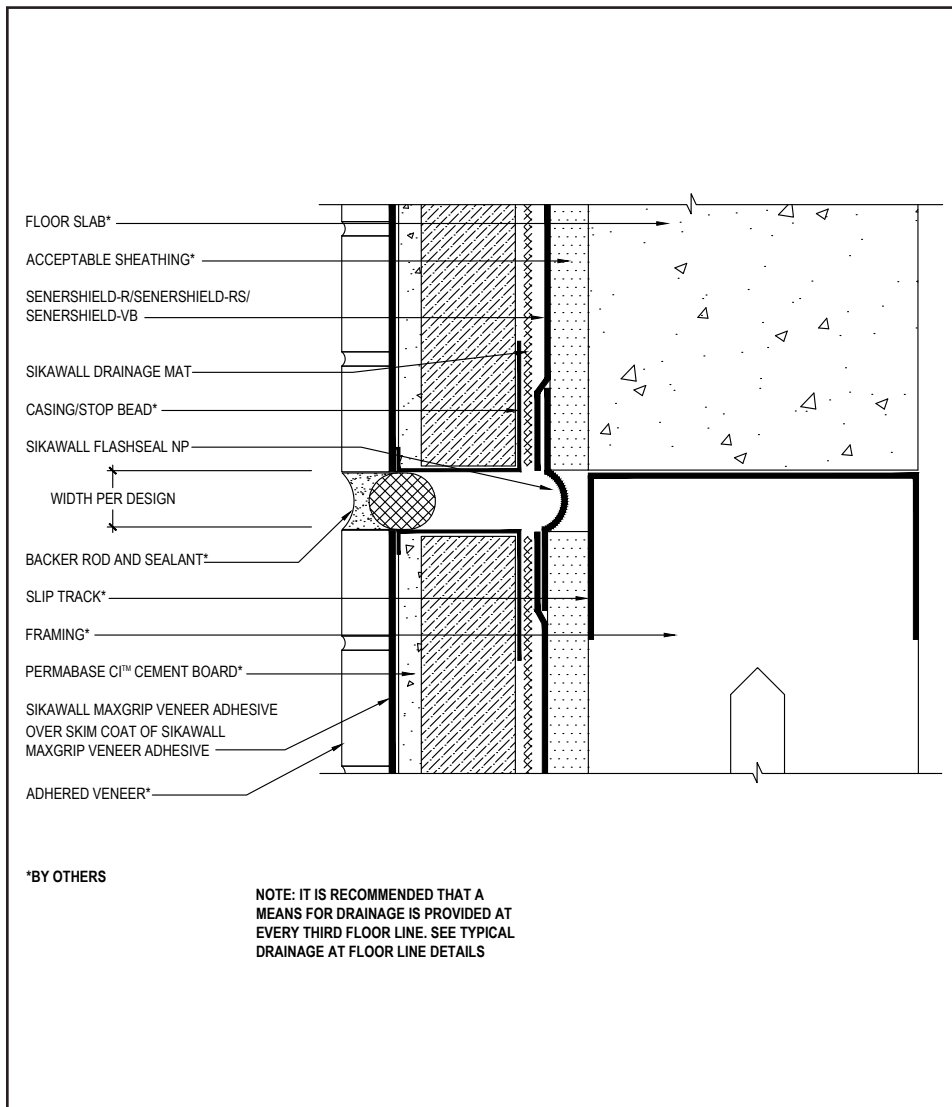 FLOOR SLAB*
ACCEPTABLE SHEATHING*
SENERSHIELD-R/SENERSHIELD-RS/
SENERSHIELD-VB
SIKAWALL DRAINAGE MAT
CASING/STOP BEAD*
SIKAWALL FLASHSEAL NP
WIDTH PER DESIGN
BACKER ROD AND SEALANT*
SLIP TRACK*
FRAMING*
PERMABASE CI™ CEMENT BOARD*
SIKAWALL MAXGRIP VENEER ADHESIVE
OVER SKIM COAT OF SIKAWALL
MAXGRIP VENEER ADHESIVE
ADHERED VENEER*
*BY OTHERS
NOTE: IT IS RECOMMENDED THAT A
MEANS FOR DRAINAGE IS PROVIDED AT
EVERY THIRD FLOOR LINE. SEE TYPICAL
DRAINAGE AT FLOOR LINE DETAILS